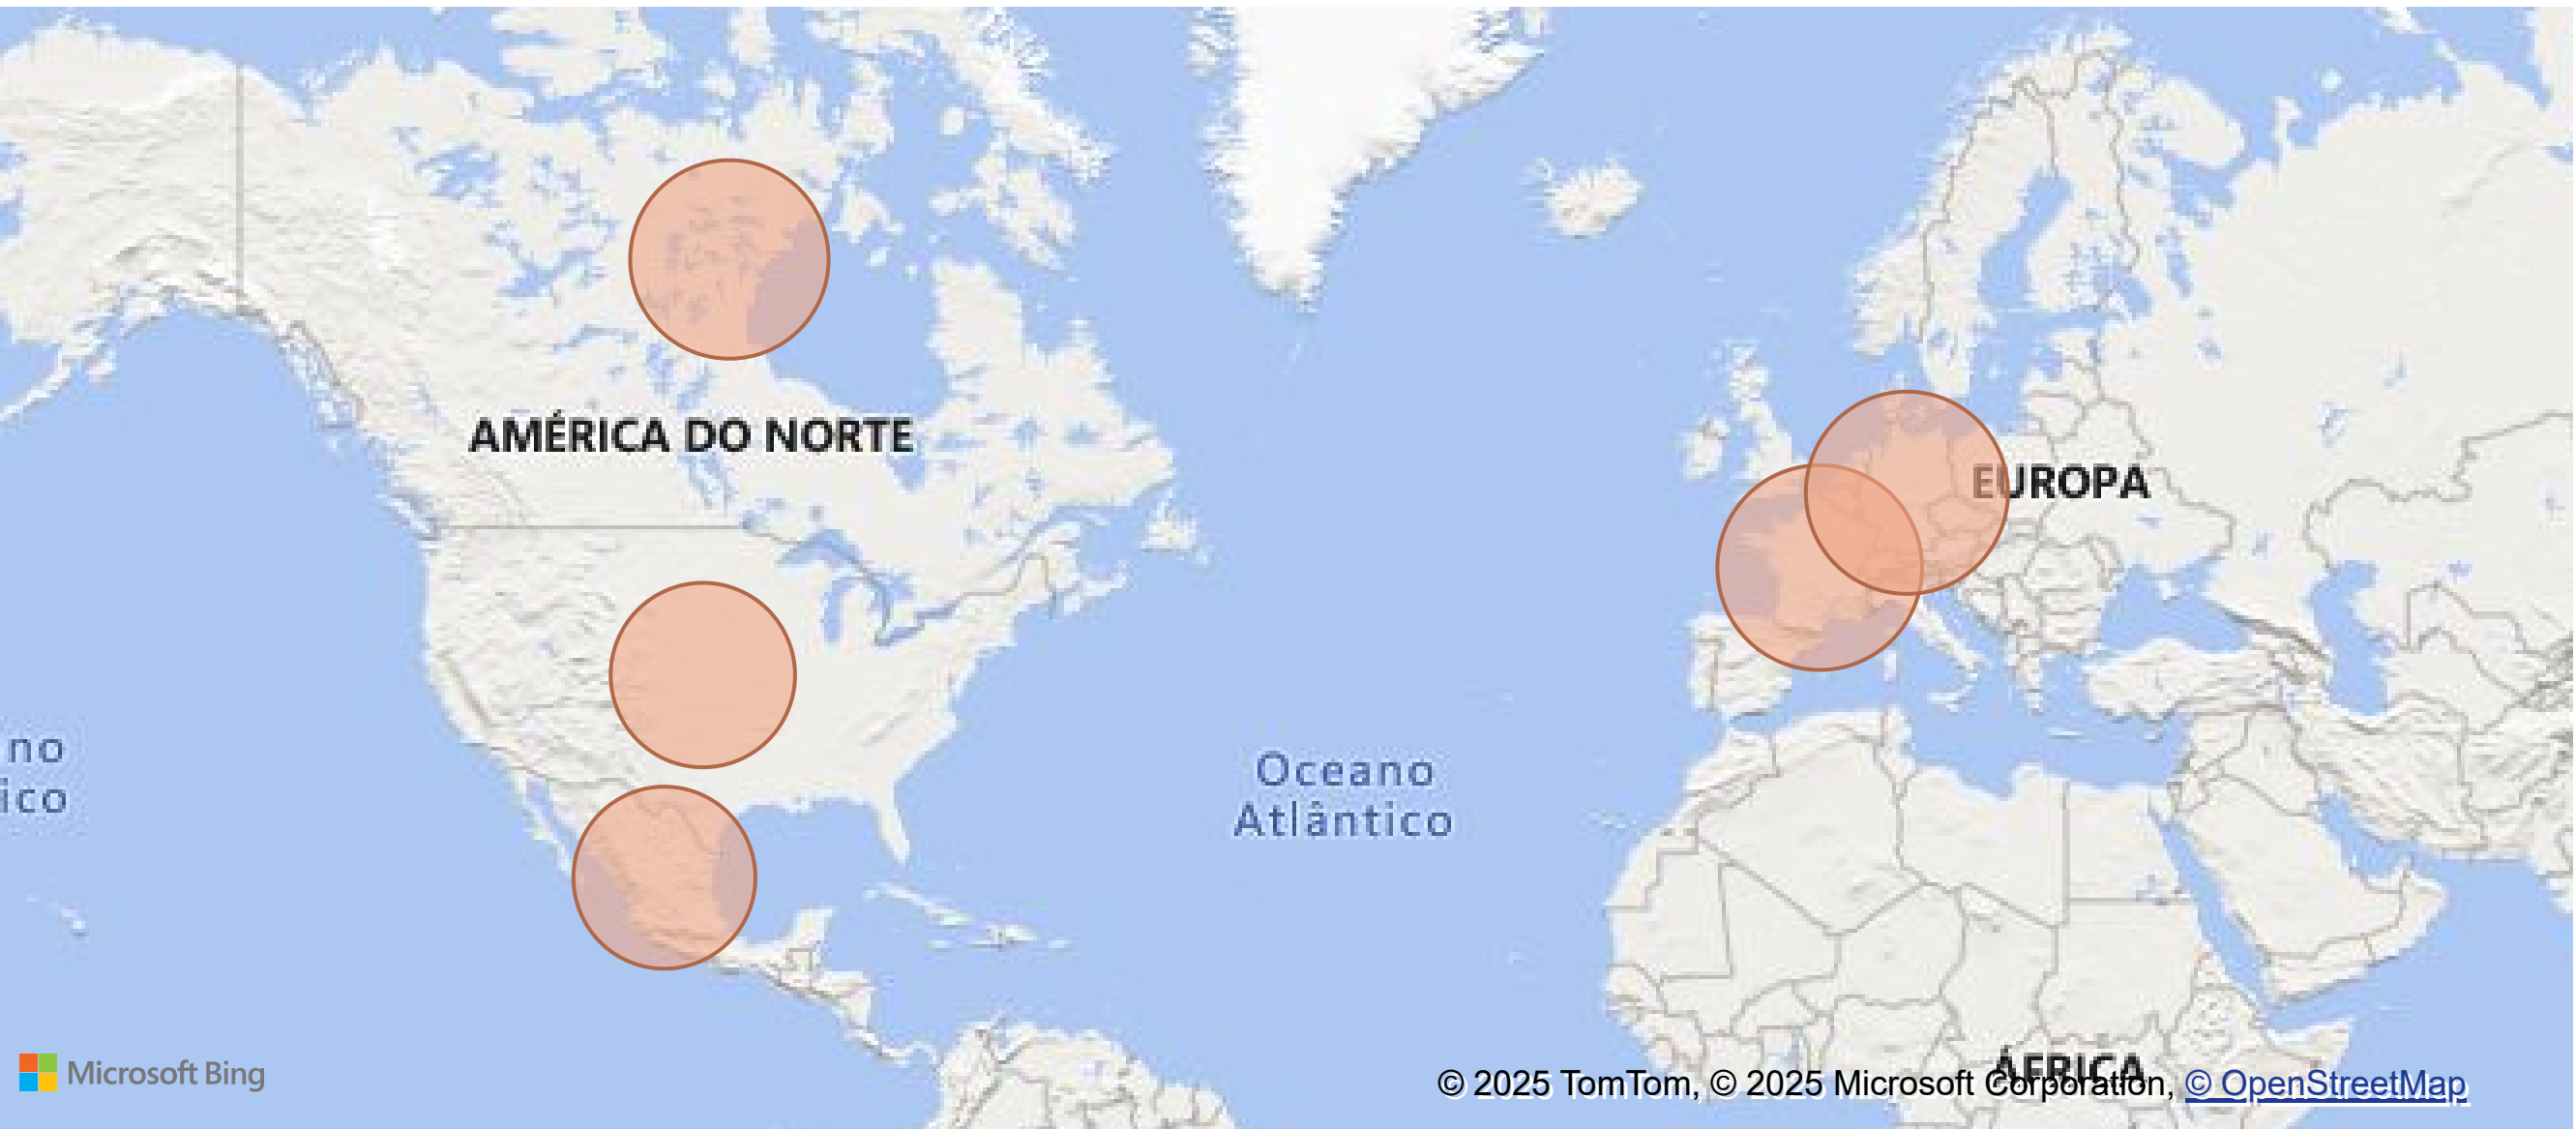 AMÉRICA DO NORTE
EUROPA
no
ico
Oceano
Atlântico
ÁFRICA
Microsoft Bing
© 2025 TomTom, © 2025 Microsoft Corporation, © OpenStreetMap